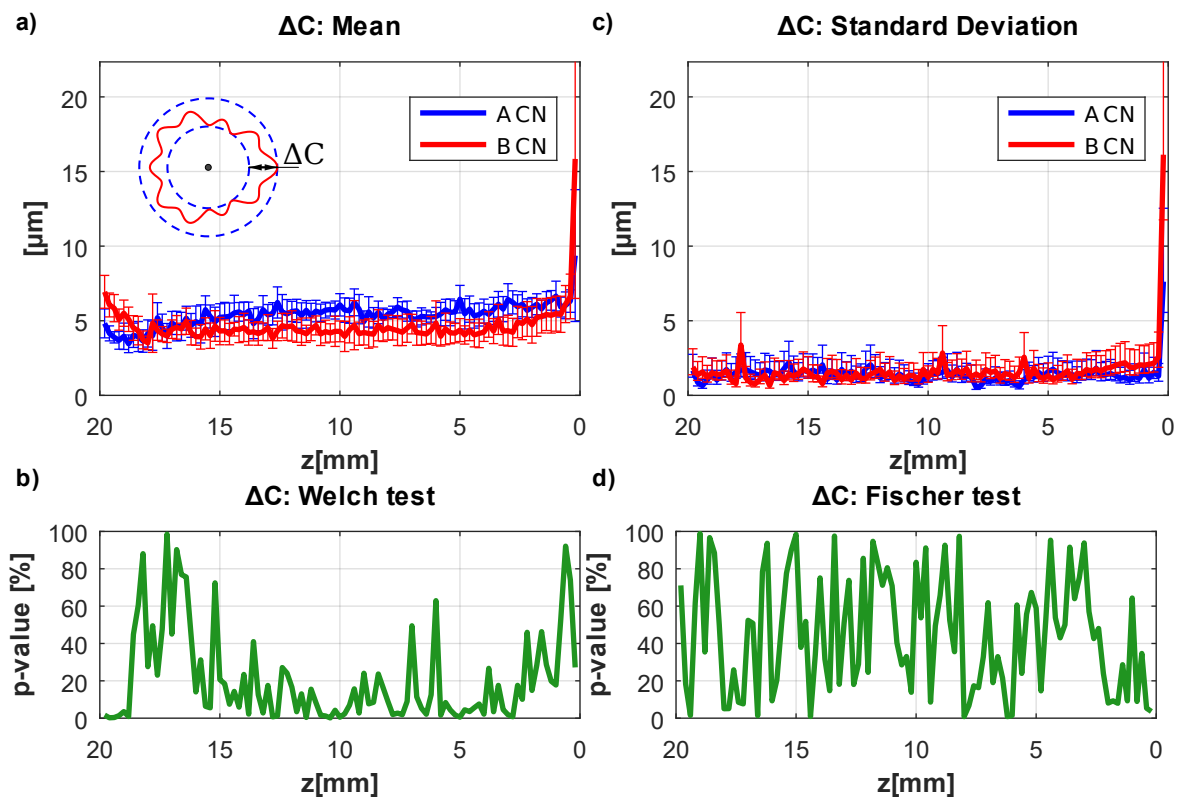 a)
ΔC: Mean
[µm]
20
15
10
5
0
A CN
B CN
ΔC
20
15
10
5
0
z[mm]
c)
ΔC: Standard Deviation
[µm]
20
15
10
5
0
A CN
B CN
20
15
10
5
0
z[mm]
b)
ΔC: Welch test
p-value [%]
100
80
60
40
20
0
20
15
10
5
0
z[mm]
d)
ΔC: Fischer test
p-value [%]
100
80
60
40
20
0
20
15
10
5
0
z[mm]